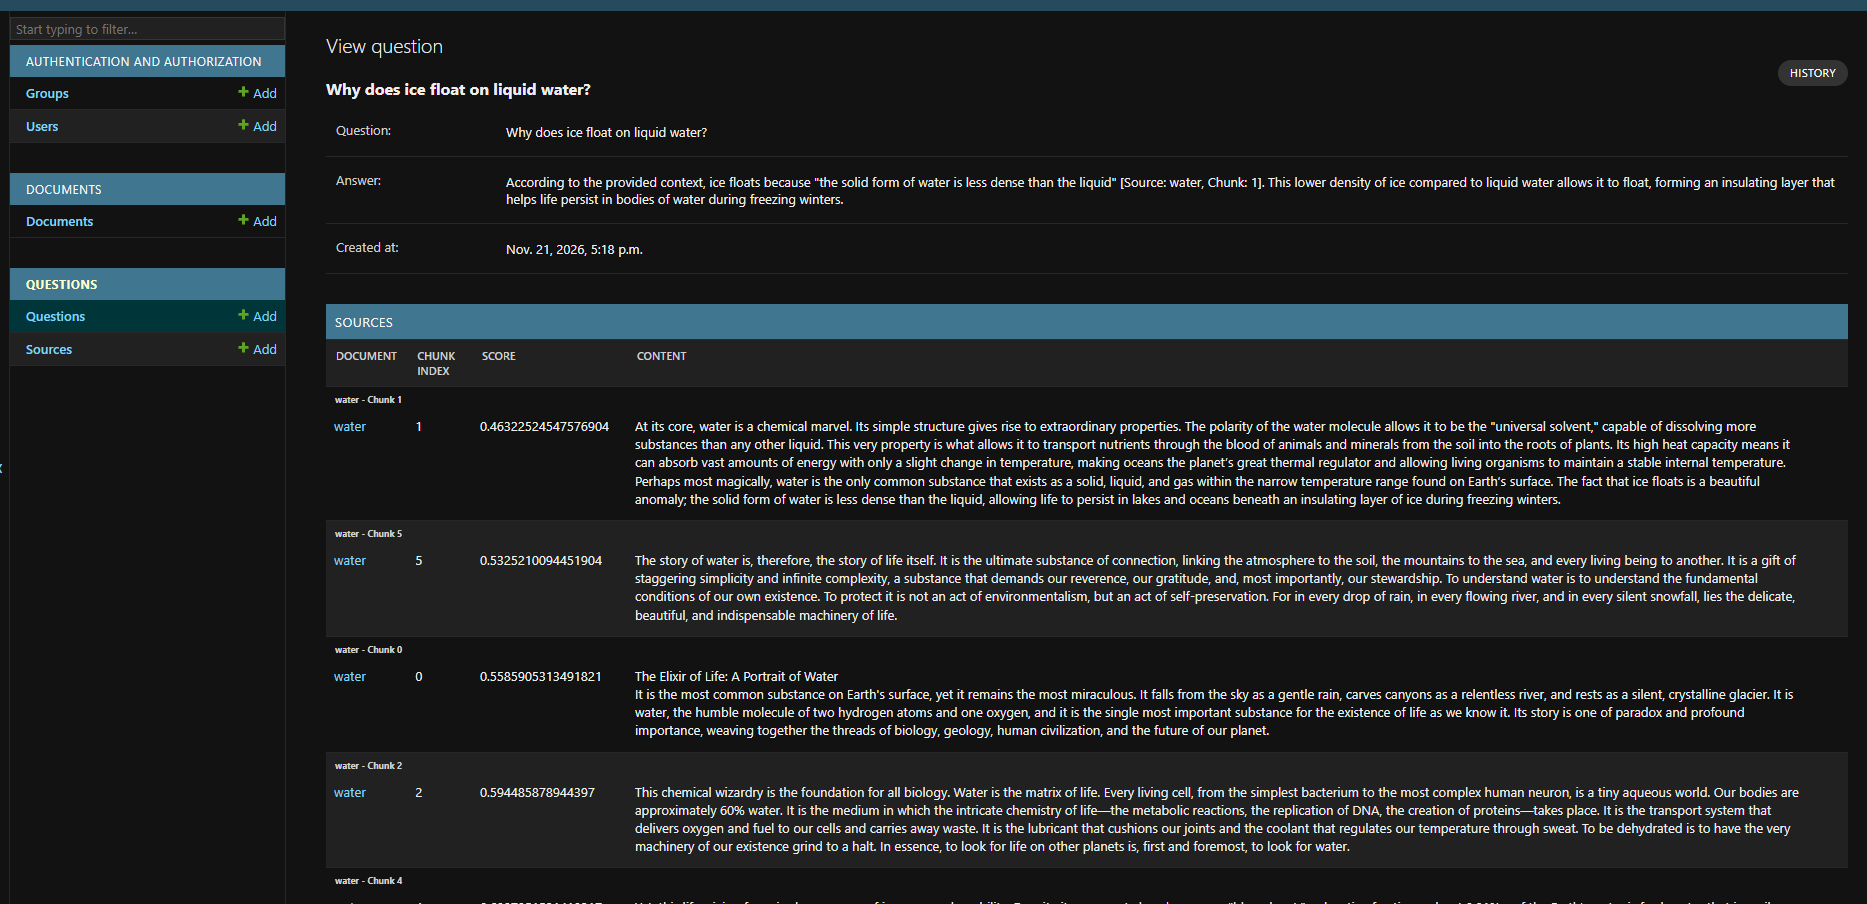 Start typing to filter...
AUTHENTICATION AND AUTHORIZATION
Groups + Add
Users + Add
DOCUMENTS
Documents + Add
QUESTIONS
Questions + Add
Sources + Add
View question
HISTORY
Why does ice float on liquid water?
Question: Why does ice float on liquid water?
Answer: According to the provided context, ice floats because "the solid form of water is less dense than the liquid" [Source: water, Chunk: 1]. This lower density of ice compared to liquid water allows it to float, forming an insulating layer that
helps life persist in bodies of water during freezing winters.
Created at: Nov. 21, 2026, 5:18 p.m.
SOURCES
DOCUMENT CHUNK INDEX SCORE CONTENT
water - Chunk 1
water 1 0.46322524547576904 At its core, water is a chemical marvel. Its simple structure gives rise to extraordinary properties. The polarity of the water molecule allows it to be the "universal solvent," capable of dissolving more
substances than any other liquid. This very property is what allows it to transport nutrients through the blood of animals and minerals from the soil into the roots of plants. Its high heat capacity means it
can absorb vast amounts of energy with only a slight change in temperature, making oceans the planet's great thermal regulator and allowing living organisms to maintain a stable internal temperature.
Perhaps most magically, water is the only common substance that exists as a solid, liquid, and gas within the narrow temperature range found on Earth's surface. The fact that ice floats is a beautiful
anomaly; the solid form of water is less dense than the liquid, allowing life to persist in lakes and oceans beneath an insulating layer of ice during freezing winters.
water - Chunk 5
water 5 0.5325210094451904 The story of water is, therefore, the story of life itself. It is the ultimate substance of connection, linking the atmosphere to the soil, the mountains to the sea, and every living being to another. It is a gift of
staggering simplicity and infinite complexity, a substance that demands our reverence, our gratitude, and, most importantly, our stewardship. To understand water is to understand the fundamental
conditions of our own existence. To protect it is not an act of environmentalism, but an act of self-preservation. For in every drop of rain, in every flowing river, and in every silent snowfall, lies the delicate,
beautiful, and indispensable machinery of life.
water - Chunk 0
water 0 0.5585905313491821 The Elixir of Life: A Portrait of Water
It is the most common substance on Earth's surface, yet it remains the most miraculous. It falls from the sky as a gentle rain, carves canyons as a relentless river, and rests as a silent, crystalline glacier. It is
water, the humble molecule of two hydrogen atoms and one oxygen, and it is the single most important substance for the existence of life as we know it. Its story is one of paradox and profound
importance, weaving together the threads of biology, geology, human civilization, and the future of our planet.
water - Chunk 2
water 2 0.594485878944397 This chemical wizardry is the foundation for all biology. Water is the matrix of life. Every living cell, from the simplest bacterium to the most complex human neuron, is a tiny aqueous world. Our bodies are
approximately 60% water. It is the medium in which the intricate chemistry of life—the metabolic reactions, the replication of DNA, the creation of proteins—takes place. It is the transport system that
delivers oxygen and fuel to our cells and carries away waste. It is the lubricant that cushions our joints and the coolant that regulates our temperature through sweat. To be dehydrated is to have the very
machinery of our existence grind to a halt. In essence, to look for life on other planets is, first and foremost, to look for water.
water - Chunk 4